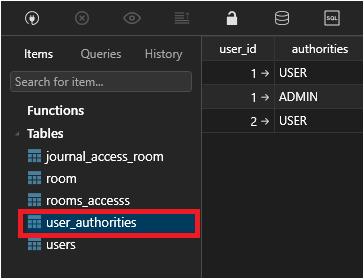 SQL
Items Queries History
Search for item...
Functions
Tables
journal_access_room
room
rooms_accesss
user_authorities
users
user_id authorities
1 → USER
1 → ADMIN
2 → USER